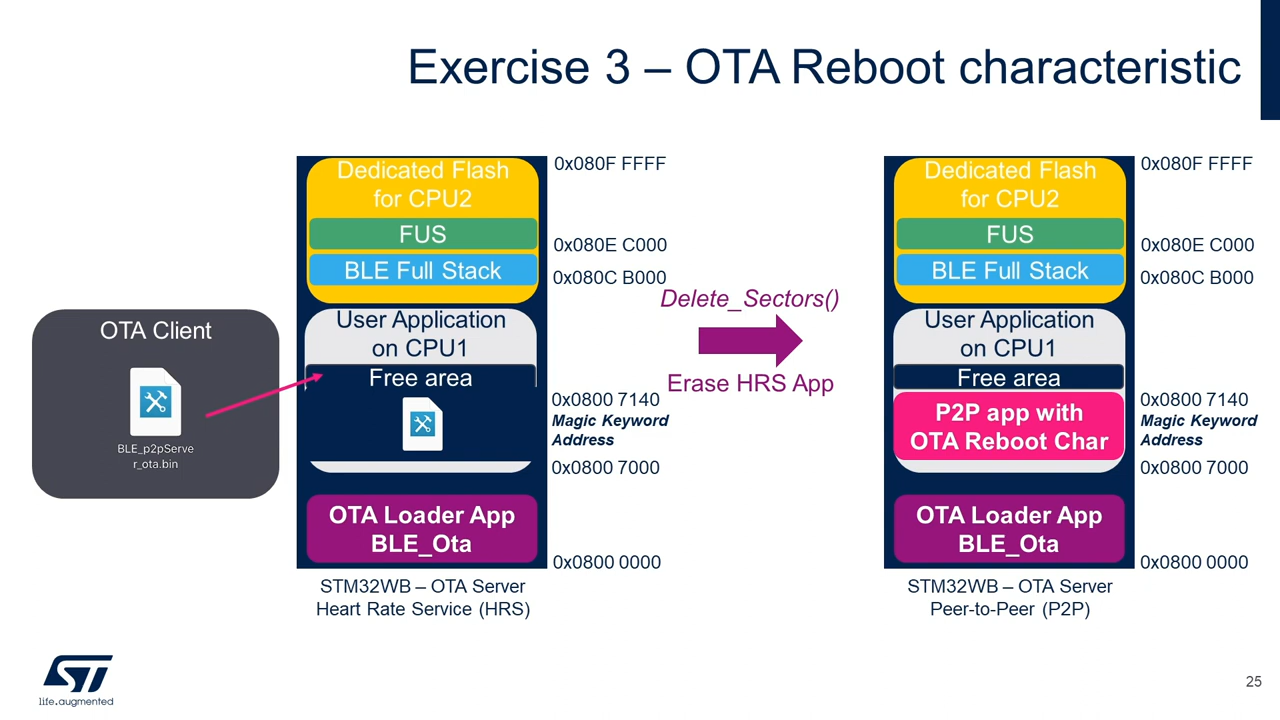 Exercise 3 – OTA Reboot characteristic
OTA Client
BLE_p2pServe
r_ota.bin
Dedicated Flash
for CPU2
FUS
BLE Full Stack
User Application
on CPU1
Free area
OTA Loader App
BLE_Ota
0x080F FFFF
0x080E C000
0x080C B000
0x0800 7140
Magic Keyword
Address
0x0800 7000
0x0800 0000
STM32WB – OTA Server
Heart Rate Service (HRS)
Delete_Sectors()
Erase HRS App
Dedicated Flash
for CPU2
FUS
BLE Full Stack
User Application
on CPU1
Free area
P2P app with
OTA Reboot Char
OTA Loader App
BLE_Ota
0x080F FFFF
0x080E C000
0x080C B000
0x0800 7140
Magic Keyword
Address
0x0800 7000
0x0800 0000
STM32WB – OTA Server
Peer-to-Peer (P2P)
ST
life.augmented
25